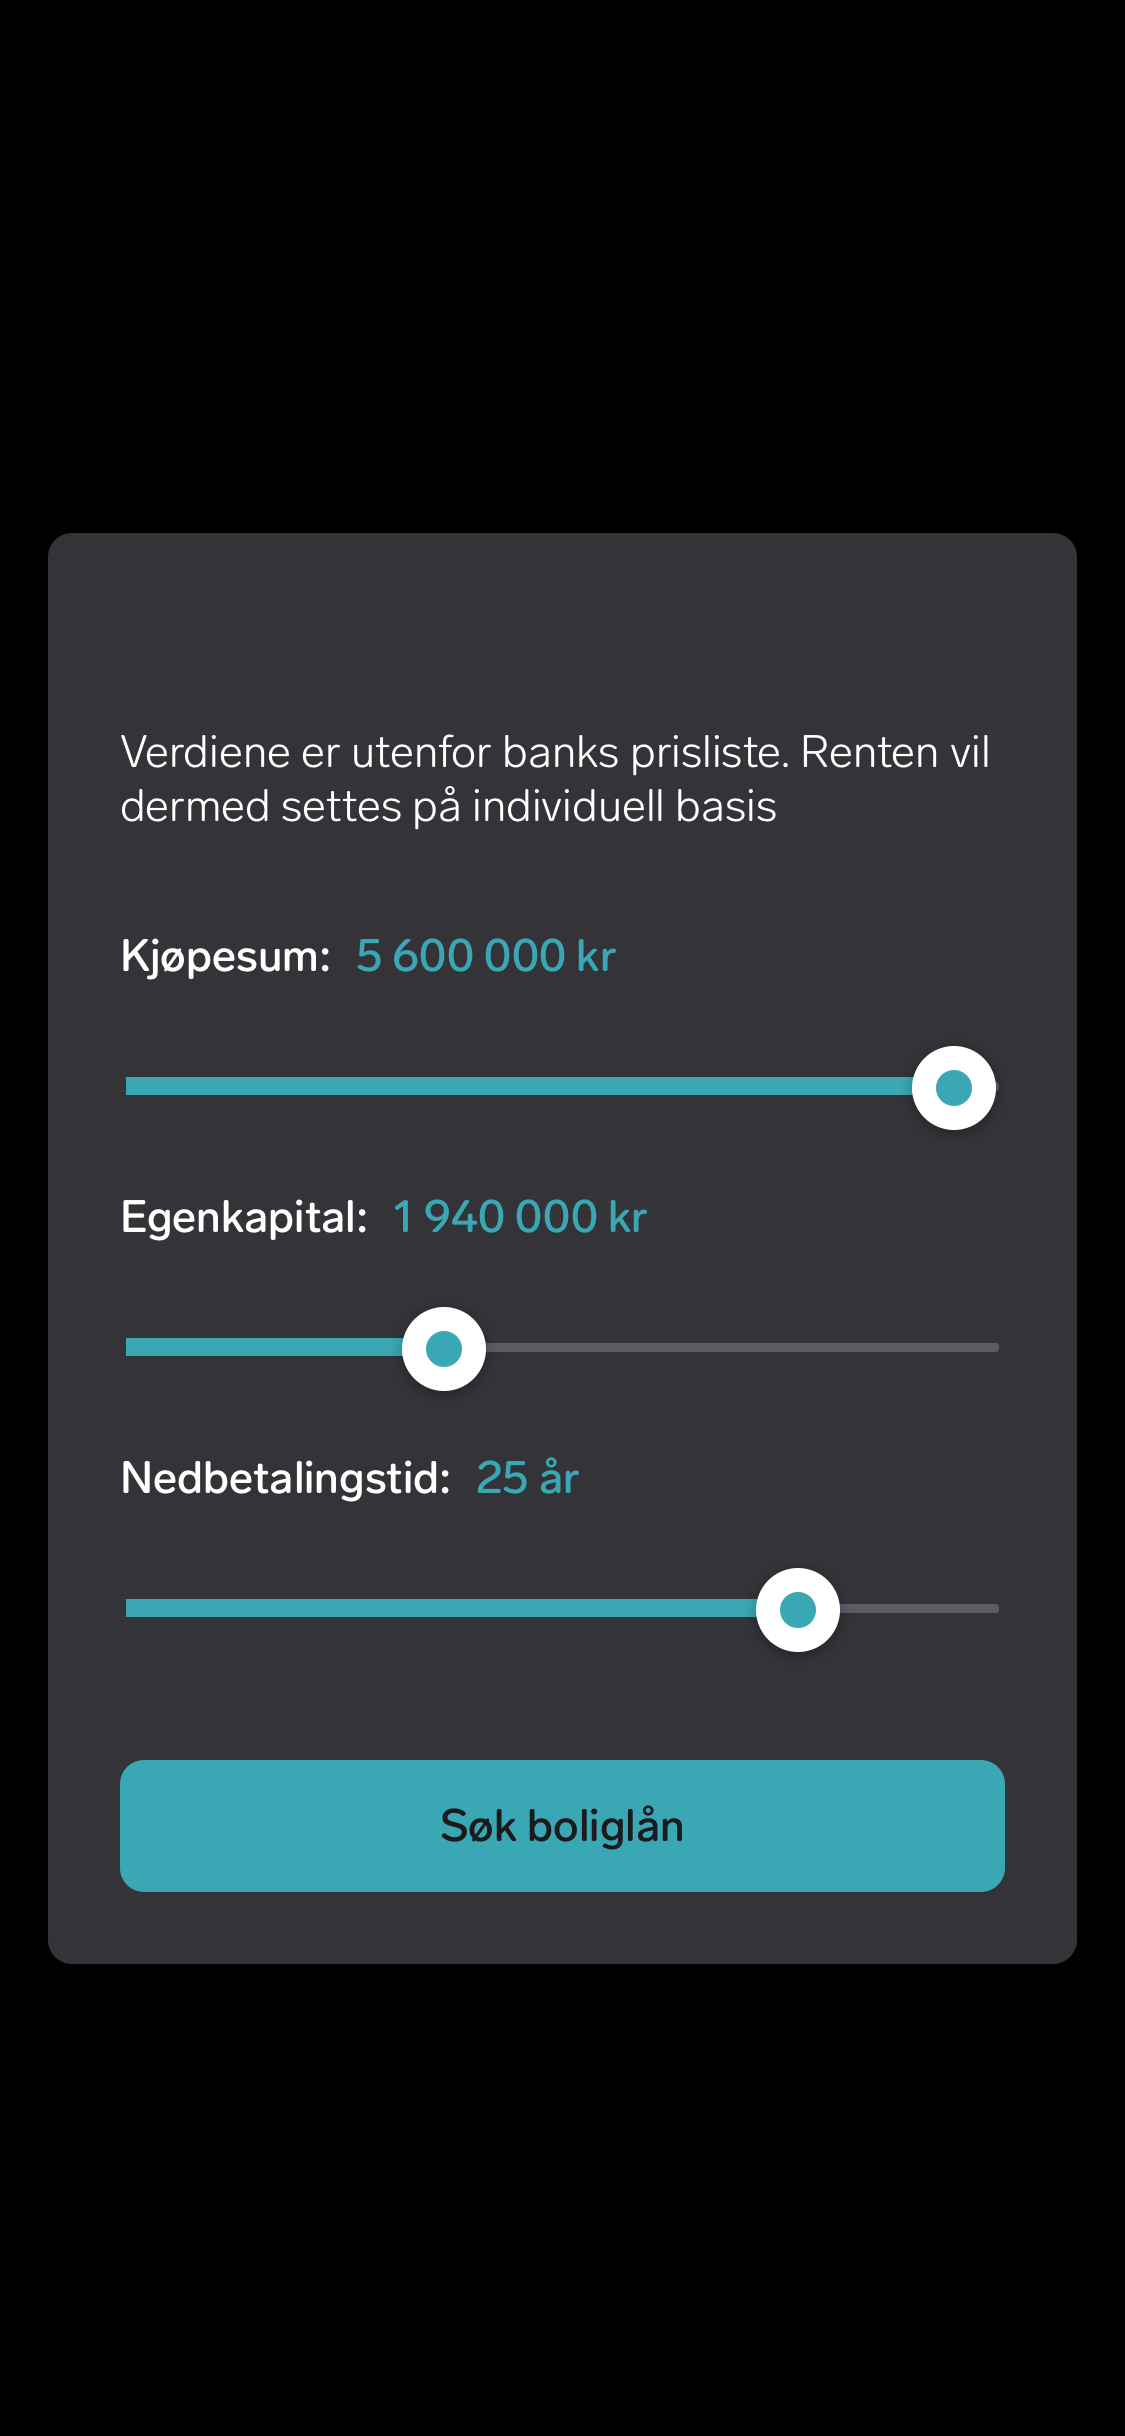 Verdiene er utenfor banks prisliste. Renten vil
dermed settes på individuell basis
Kjøpesum: 5 600 000 kr
Egenkapital: 1 940 000 kr
Nedbetalingstid: 25 år
Søk boliglån